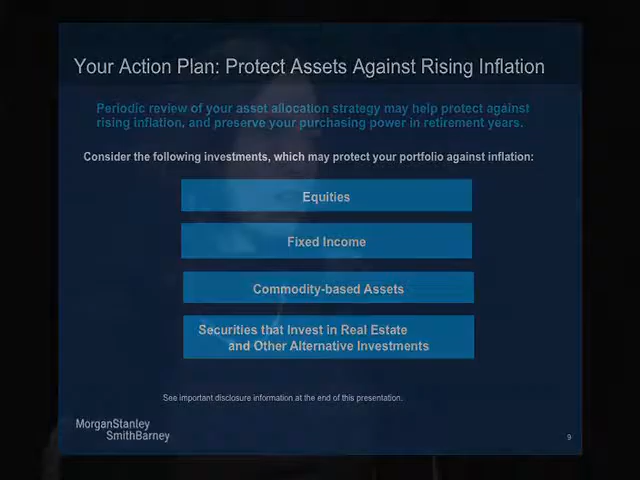 Your Action Plan: Protect Assets Against Rising Inflation
Periodic review of your asset allocation strategy may help protect against
rising inflation, and preserve your purchasing power in retirement years.
Consider the following investments, which may protect your portfolio against inflation:
Equities
Fixed Income
Commodity-based Assets
Securities that Invest in Real Estate
and Other Alternative Investments
See important disclosure information at the end of this presentation.
MorganStanley
SmithBarney
9